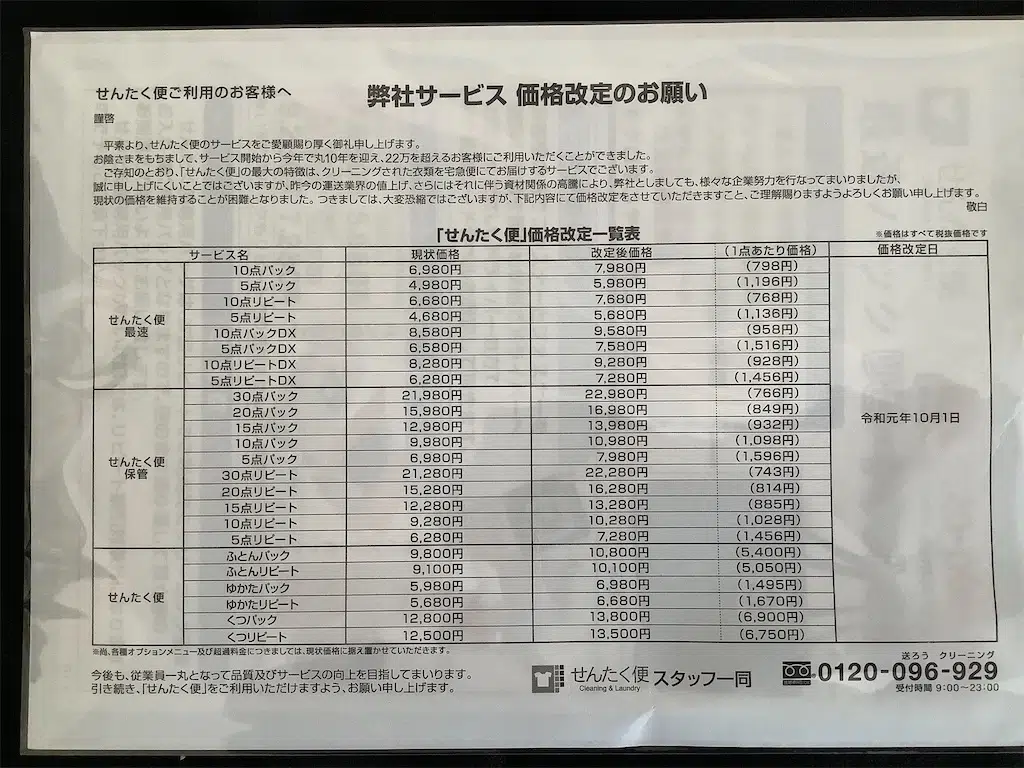 せんたく便ご利用のお客様へ
弊社サービス 価格改定のお願い
謹啓
平素より、せんたく便のサービスをご愛顧賜り厚く御礼申し上げます。
お陰さまをもちまして、サービス開始から今年で丸10年を迎え、22万を超えるお客様にご利用いただくことができました。
ご存知のとおり、「せんたく便」の最大の特徴は、クリーニングされた衣類を宅急便にてお届けするサービスでございます。
誠に申し上げにくいことではございますが、昨今の運送業界の値上げ、さらにはそれに伴う資材関係の高騰により、弊社としましても、様々な企業努力を行なってまいりましたが、
現状の価格を維持することが困難となりました。つきましては、大変恐縮ではございますが、下記内容にて価格改定をさせていただきますこと、ご理解賜りますようよろしくお願い申し上げます。
敬白
「せんたく便」価格改定一覧表
※価格はすべて税抜価格です
サービス名 現状価格 改定後価格 (1点あたり価格) 価格改定日
せんたく便
最速
10点パック 6,980円 7,980円 (798円)
5点パック 4,980円 5,980円 (1,196円)
10点リピート 6,680円 7,680円 (768円)
5点リピート 4,680円 5,680円 (1,136円)
10点パックDX 8,580円 9,580円 (958円)
5点パックDX 6,580円 7,580円 (1,516円)
10点リピートDX 8,280円 9,280円 (928円)
5点リピートDX 6,280円 7,280円 (1,456円)
せんたく便
保管
30点パック 21,980円 22,980円 (766円)
20点パック 15,980円 16,980円 (849円)
15点パック 12,980円 13,980円 (932円)
10点パック 9,980円 10,980円 (1,098円)
5点パック 6,980円 7,980円 (1,596円)
30点リピート 21,280円 22,280円 (743円)
20点リピート 15,280円 16,280円 (814円)
15点リピート 12,280円 13,280円 (885円)
10点リピート 9,280円 10,280円 (1,028円)
5点リピート 6,280円 7,280円 (1,456円)
せんたく便
ふとんパック 9,800円 10,800円 (5,400円)
ふとんリピート 9,100円 10,100円 (5,050円)
ゆかたパック 5,980円 6,980円 (1,495円)
ゆかたリピート 5,680円 6,680円 (1,670円)
くつパック 12,800円 13,800円 (6,900円)
くつリピート 12,500円 13,500円 (6,750円)
令和元年10月1日
※尚、各種オプションメニュー及び超過料金につきましては、現状価格に据え置かせていただきます。
今後も、従業員一丸となって品質及びサービスの向上を目指してまいります。
引き続き、「せんたく便」をご利用いただけますよう、お願い申し上げます。
せんたく便 スタッフ一同
Cleaning & Laundry
送ろう クリーニング
0120-096-929
受付時間 9:00〜23:00